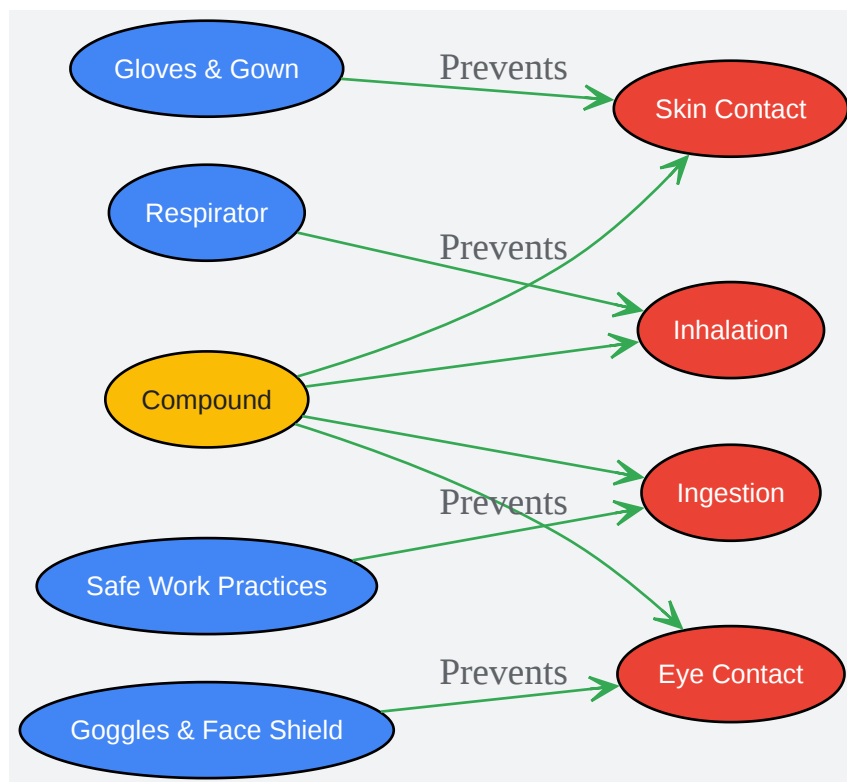 Gloves & Gown
Prevents
Skin Contact
Respirator
Prevents
Inhalation
Compound
Ingestion
Prevents
Safe Work Practices
Prevents
Eye Contact
Goggles & Face Shield